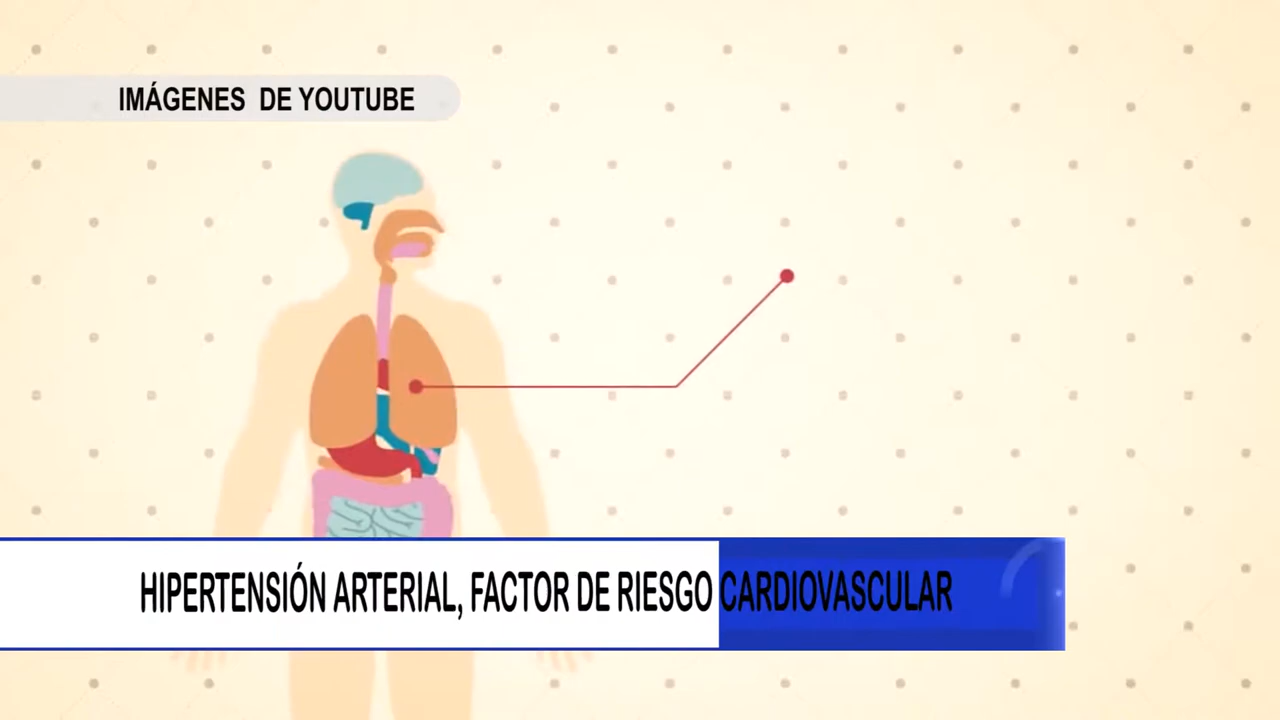 IMÁGENES DE YOUTUBE
HIPERTENSIÓN ARTERIAL, FACTOR DE RIESGO CARDIOVASCULAR